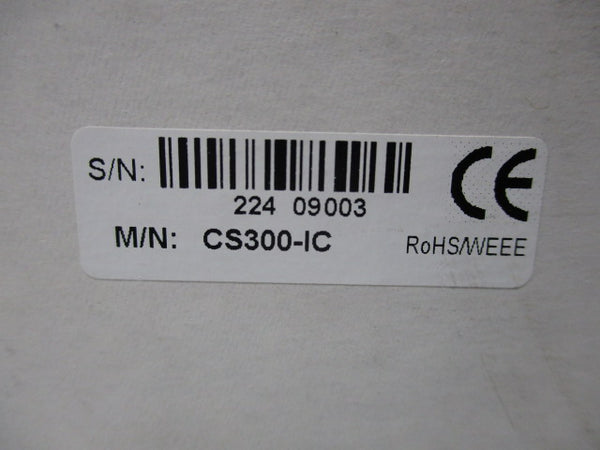 S/N:
224 09003
M/N: CS300-IC
CE
RoHS/WEEE